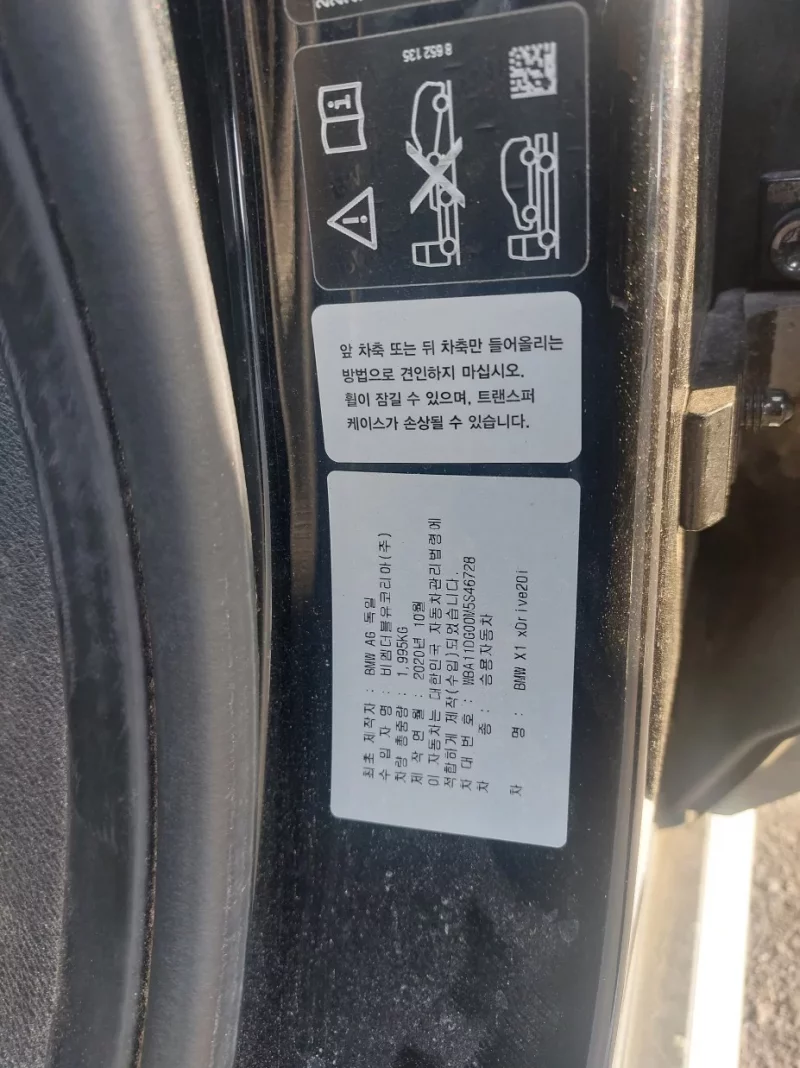 8 652 135
앞 차축 또는 뒤 차축만 들어올리는
방법으로 견인하지 마십시오.
휠이 잠길 수 있으며, 트랜스퍼
케이스가 손상될 수 있습니다.
최초 제작자 : BMW AG 독일
수 입 자 명 : 비엠더블유코리아(주)
차량 총중량 : 1,995KG
제 작 연 월 : 2020년 10월
이 자동차는 대한민국 자동차관리법령에
적합하게 제작(수입)되었습니다.
차 대 번 호 : WBA11DG00M5S46728
차 종 : 승용자동차
차 명 : BMW X1 xDrive20i